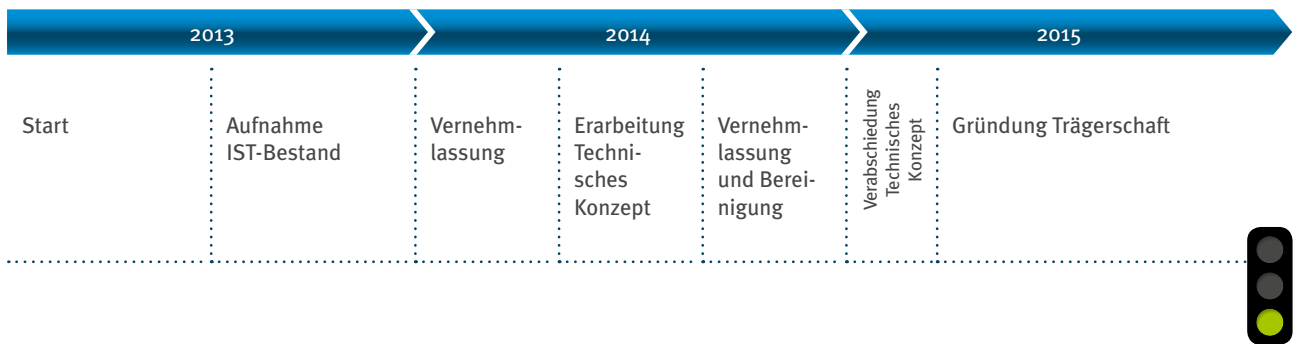 2013
2014
2015
Start
Aufnahme
IST-Bestand
Vernehm-
lassung
Erarbeitung
Techni-
sches
Konzept
Vernehm-
lassung
und Berei-
nigung
Verabschiedung
Technisches
Konzept
Gründung Trägerschaft